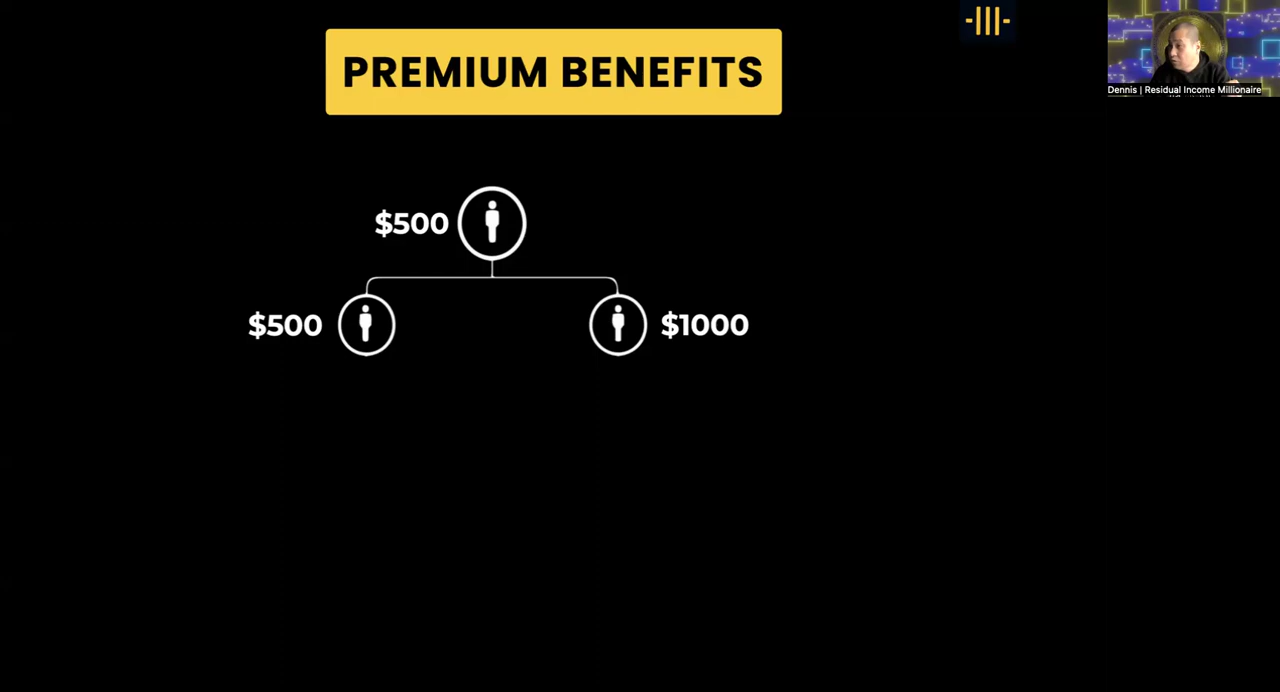 PREMIUM BENEFITS
$500
$500
$1000
Dennis | Residual Income Millionaire